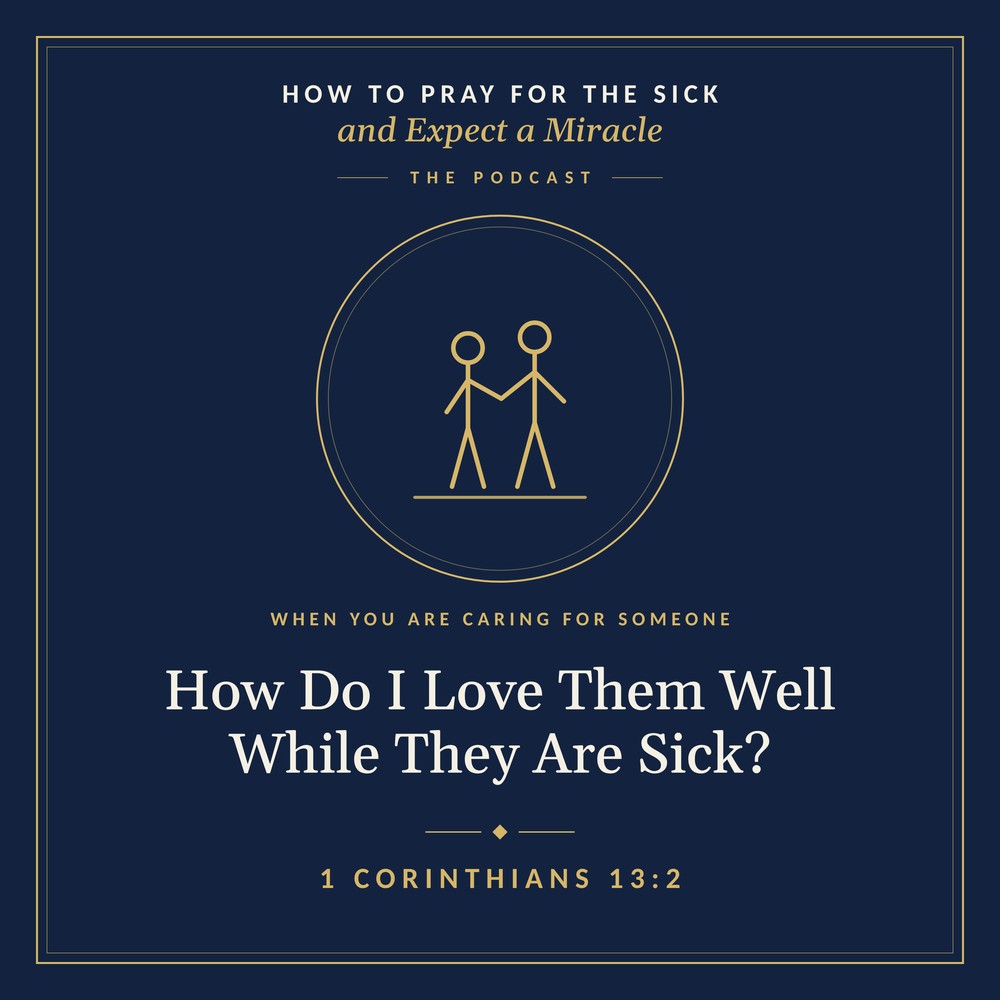 HOW TO PRAY FOR THE SICK
and Expect a Miracle
THE PODCAST
WHEN YOU ARE CARING FOR SOMEONE
How Do I Love Them Well
While They Are Sick?
1 CORINTHIANS 13:2